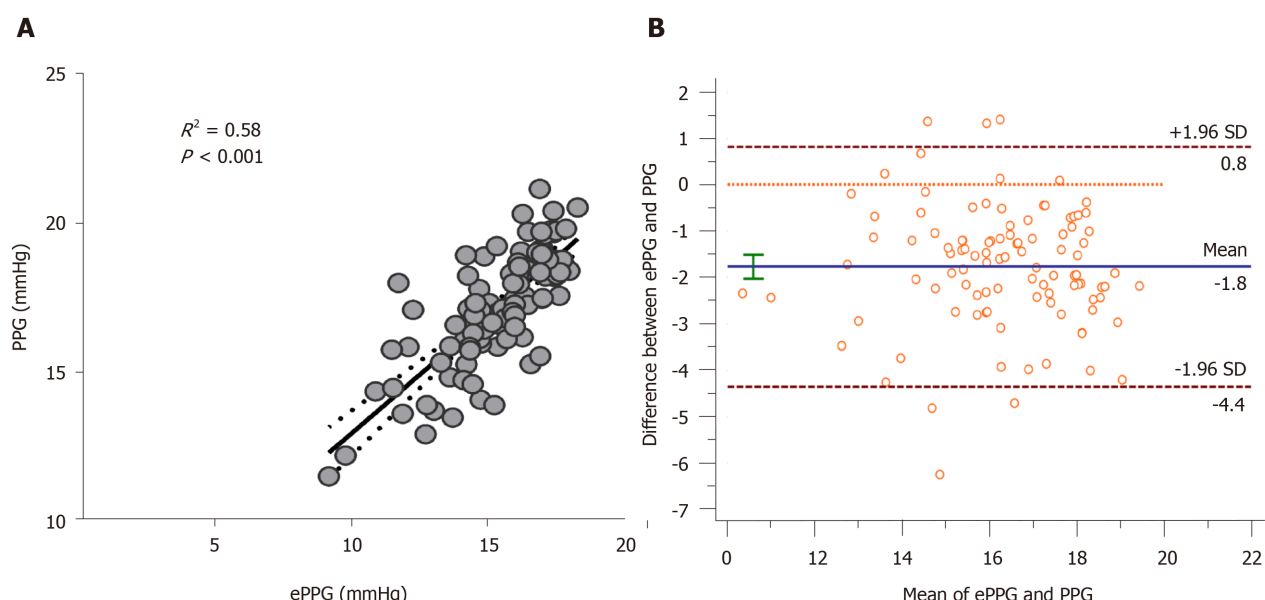 A
B
25
20
15
10
PPG (mmHg)
R² = 0.58
P < 0.001
5
10
15
20
ePPG (mmHg)
Difference between ePPG and PPG
2
1
0
-1
-2
-3
-4
-5
-6
-7
+1.96 SD
0.8
Mean
-1.8
-1.96 SD
-4.4
0
12
14
16
18
20
22
Mean of ePPG and PPG